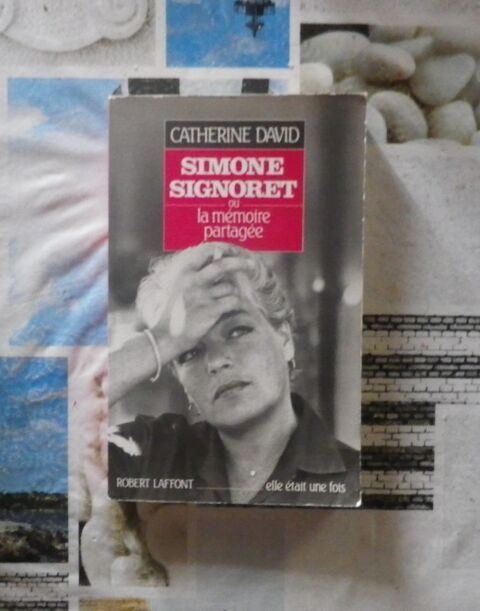 CATHERINE DAVID
SIMONE
SIGNORET
ou
la mémoire
partagée
ROBERT LAFFONT elle était une fois